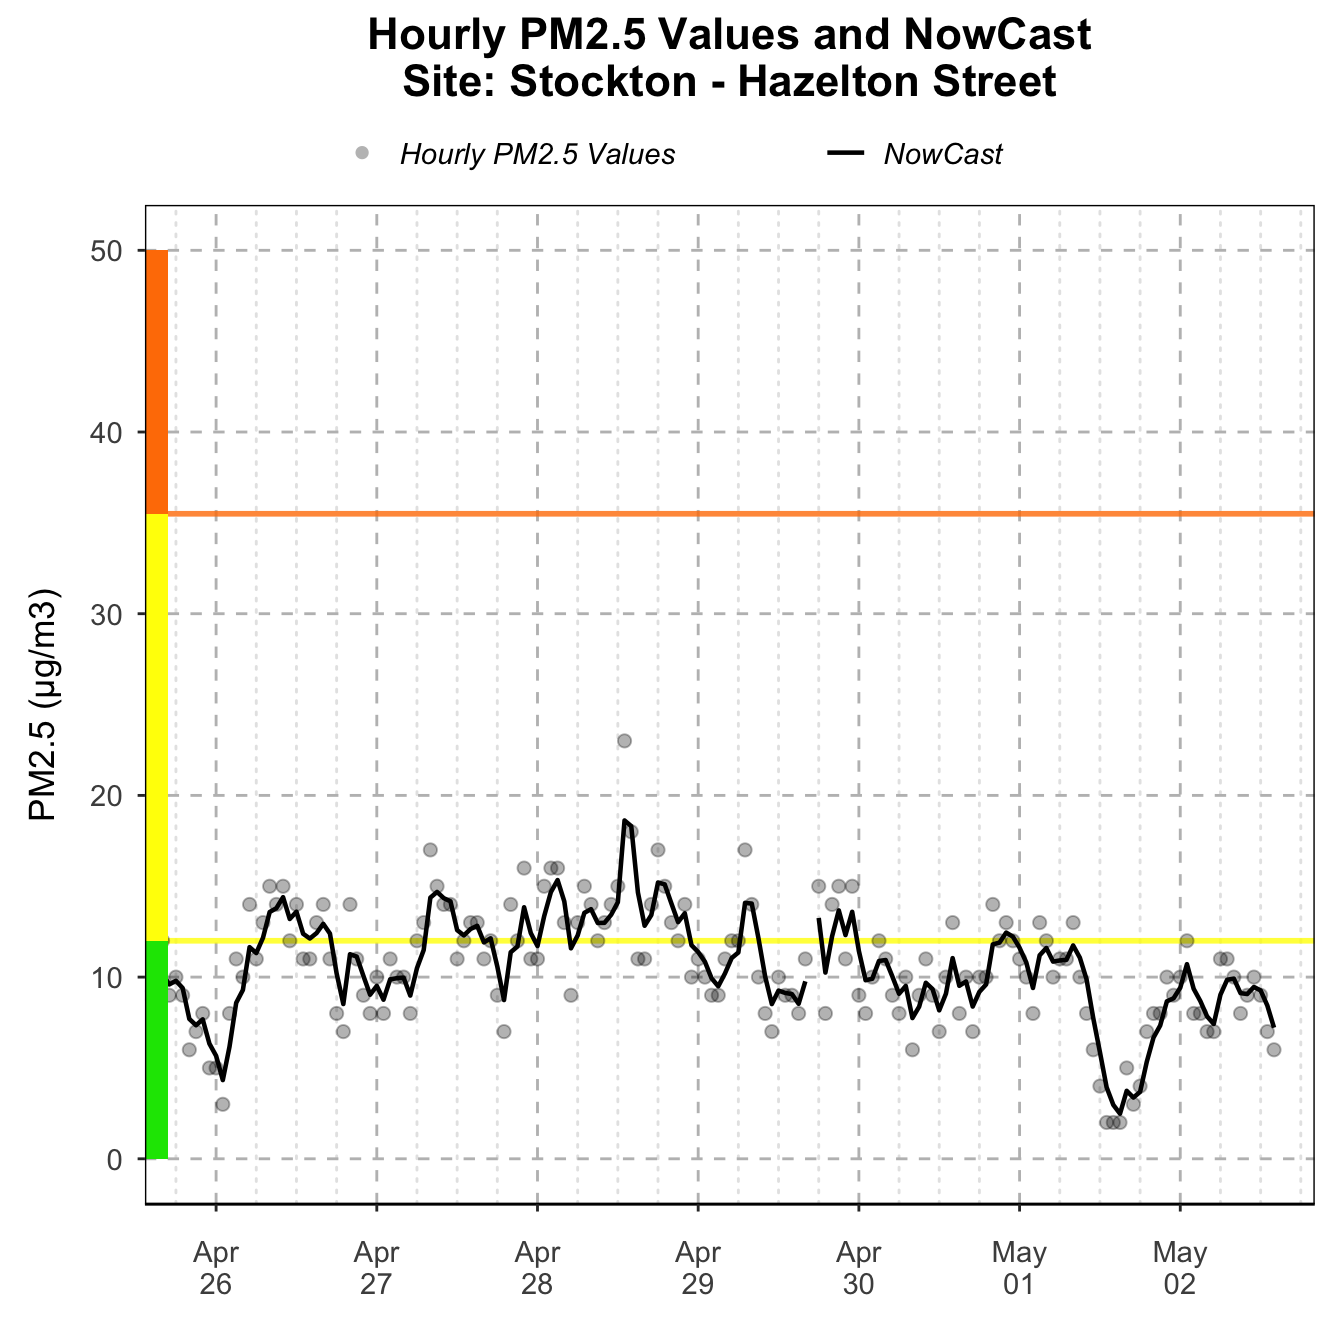 Hourly PM2.5 Values and NowCast
Site: Stockton - Hazelton Street
Hourly PM2.5 Values
NowCast
PM2.5 (µg/m3)
50
40
30
20
10
0
Apr
26
Apr
27
Apr
28
Apr
29
Apr
30
May
01
May
02